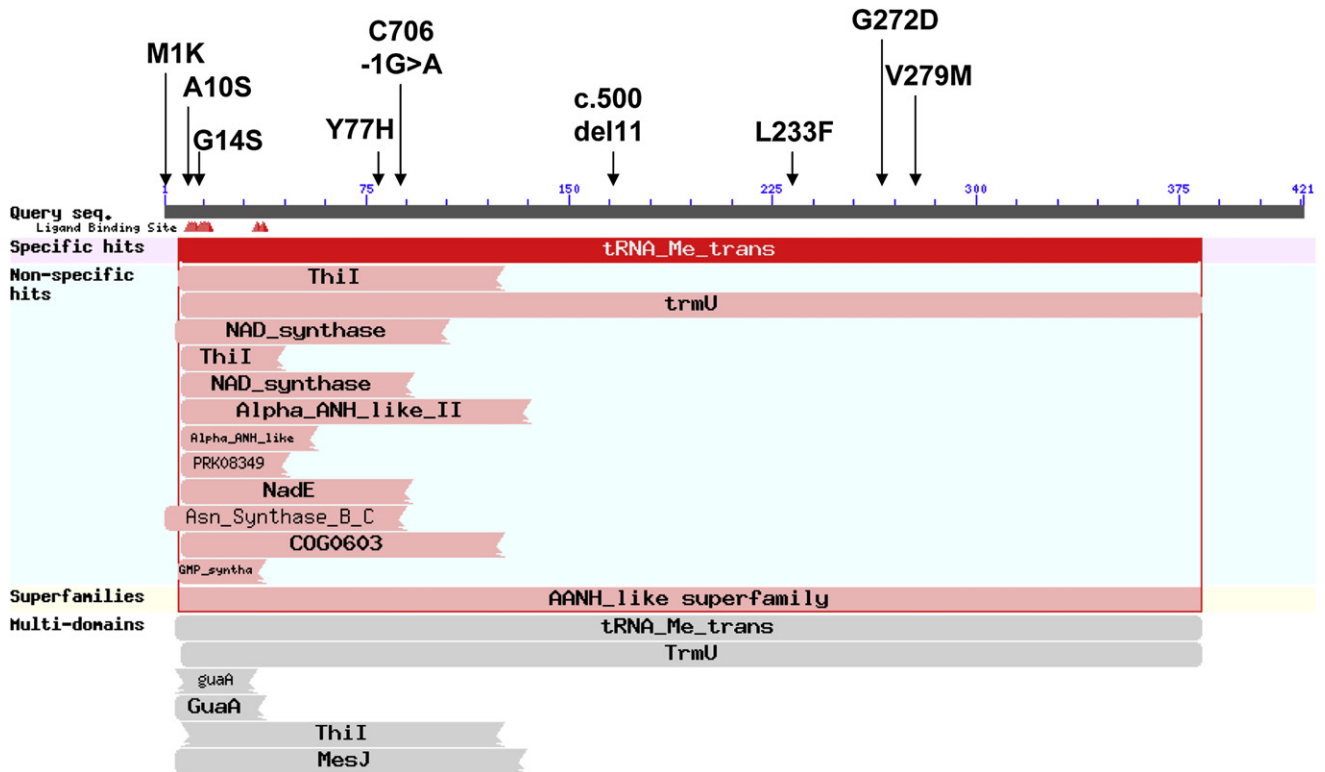 G272D
C706
-1G>A
M1K
V279M
A10S
c.500
del11
Y77H
L233F
G14S
1 75 150 225 300 375 421
Query seq.
Ligand Binding Site
Specific hits tRNA_Me_trans
Non-specific
hits
ThiI
trmU
NAD_synthase
ThiI
NAD_synthase
Alpha_ANH_like_II
Alpha_ANH_like
PRK08349
NadE
Asn_Synthase_B_C
COG0603
GMP_syntha
Superfamilies AANH_like superfamily
Multi-domains tRNA_Me_trans
TrmU
guaA
GuaA
ThiI
MesJ